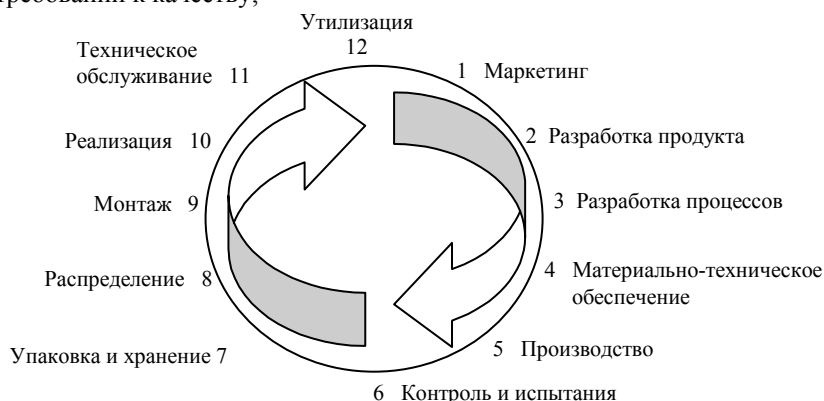 требований к качеству;
Утилизация
12
1 Маркетинг
2 Разработка продукта
3 Разработка процессов
4 Материально-техническое
обеспечение
5 Производство
6 Контроль и испытания
Упаковка и хранение 7
Распределение 8
Монтаж 9
Реализация 10
Техническое
обслуживание 11